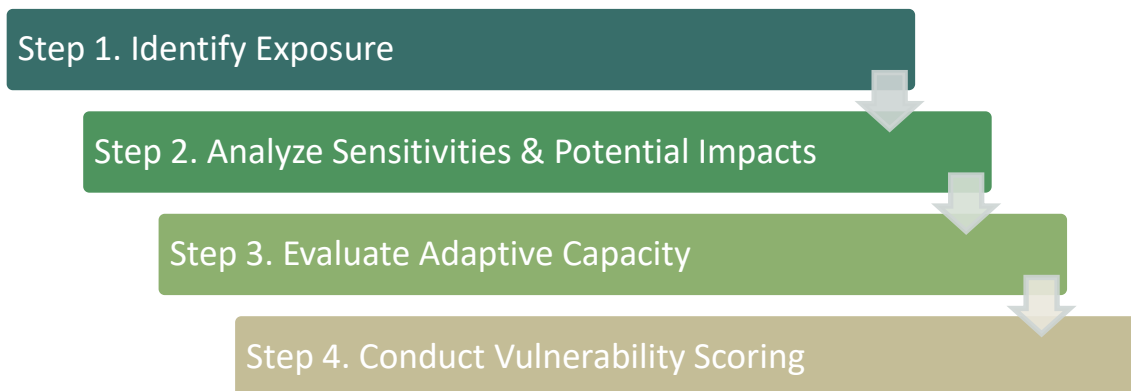 Step 1. Identify Exposure
Step 2. Analyze Sensitivities & Potential Impacts
Step 3. Evaluate Adaptive Capacity
Step 4. Conduct Vulnerability Scoring